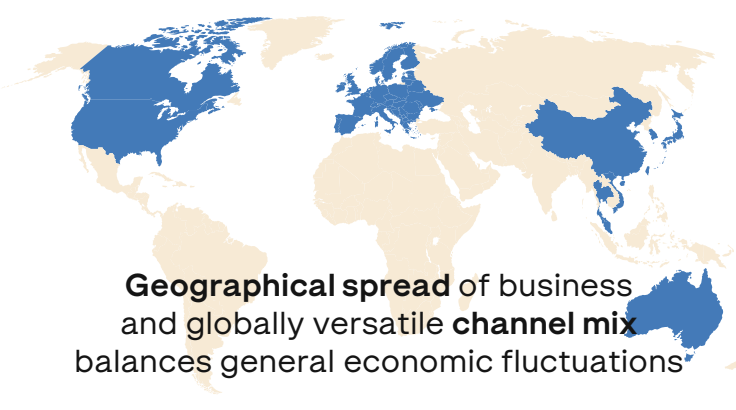 Geographical spread of business
and globally versatile channel mix
balances general economic fluctuations